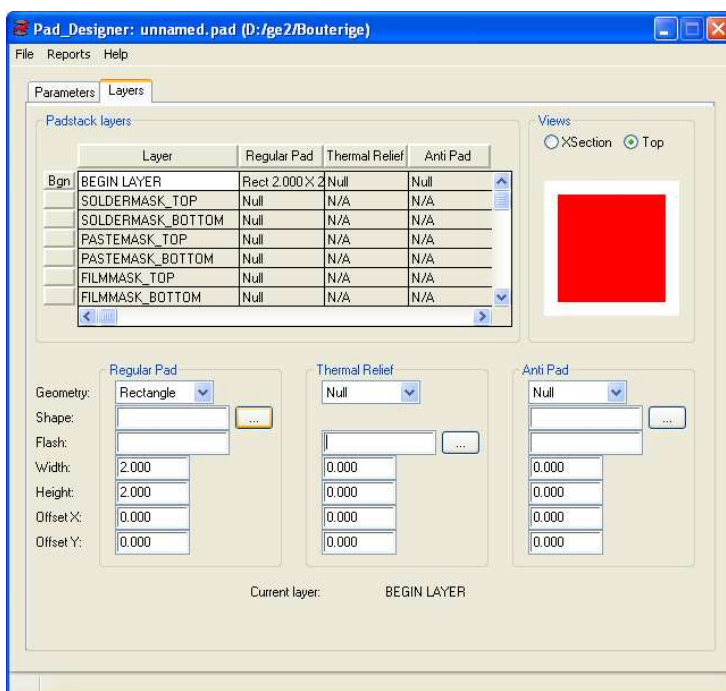 Pad_Designer: unnamed.pad (D:/ge2/Bouterige)
File Reports Help
Parameters Layers
Padstack layers Views
XSection Top
Layer Regular Pad Thermal Relief Anti Pad
Bgn BEGIN LAYER Rect 2.000 X 2 Null Null
SOLDERMASK_TOP Null N/A N/A
SOLDERMASK_BOTTOM Null N/A N/A
PASTEMASK_TOP Null N/A N/A
PASTEMASK_BOTTOM Null N/A N/A
FILMMASK_TOP Null N/A N/A
FILMMASK_BOTTOM Null N/A N/A
Regular Pad Thermal Relief Anti Pad
Geometry: Rectangle Null Null
Shape: ... ...
Flash: ...
Width: 2.000 0.000 0.000
Height: 2.000 0.000 0.000
Offset X: 0.000 0.000 0.000
Offset Y: 0.000 0.000 0.000
Current layer: BEGIN LAYER